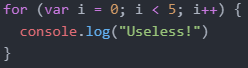 for (var i = 0; i < 5; i++) {
  console.log("Useless!")
}